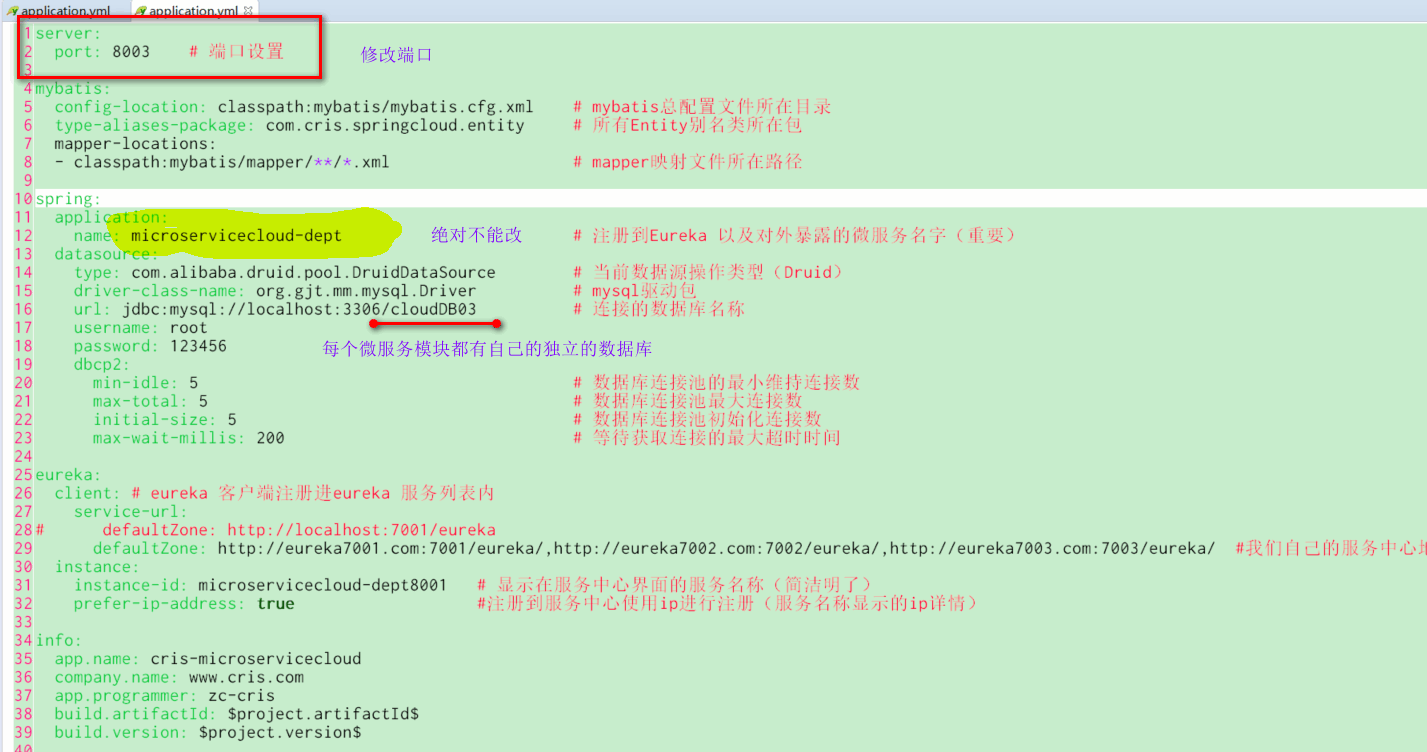 application.yml application.yml
1 server:
2 port: 8003 # 端口设置 修改端口
3
4 mybatis:
5 config-location: classpath:mybatis/mybatis.cfg.xml # mybatis总配置文件所在目录
6 type-aliases-package: com.cris.springcloud.entity # 所有Entity别名类所在包
7 mapper-locations:
8 - classpath:mybatis/mapper/**/*.xml # mapper映射文件所在路径
9
10 spring:
11 application:
12 name: microservicecloud-dept 绝对不能改 # 注册到Eureka 以及对外暴露的微服务名字（重要）
13 datasource:
14 type: com.alibaba.druid.pool.DruidDataSource # 当前数据源操作类型（Druid）
15 driver-class-name: org.gjt.mm.mysql.Driver # mysql驱动包
16 url: jdbc:mysql://localhost:3306/cloudDB03 # 连接的数据库名称
17 username: root
18 password: 123456 每个微服务模块都有自己的独立的数据库
19 dbcp2:
20 min-idle: 5 # 数据库连接池的最小维持连接数
21 max-total: 5 # 数据库连接池最大连接数
22 initial-size: 5 # 数据库连接池初始化连接数
23 max-wait-millis: 200 # 等待获取连接的最大超时时间
24
25 eureka:
26 client: # eureka 客户端注册进eureka 服务列表内
27 service-url:
28 # defaultZone: http://localhost:7001/eureka
29 defaultZone: http://eureka7001.com:7001/eureka/,http://eureka7002.com:7002/eureka/,http://eureka7003.com:7003/eureka/ #我们自己的服务中心地
30 instance:
31 instance-id: microservicecloud-dept8001 # 显示在服务中心界面的服务名称（简洁明了）
32 prefer-ip-address: true #注册到服务中心使用ip进行注册（服务名称显示的ip详情）
33
34 info:
35 app.name: cris-microservicecloud
36 company.name: www.cris.com
37 app.programmer: zc-cris
38 build.artifactId: $project.artifactId$
39 build.version: $project.version$
40